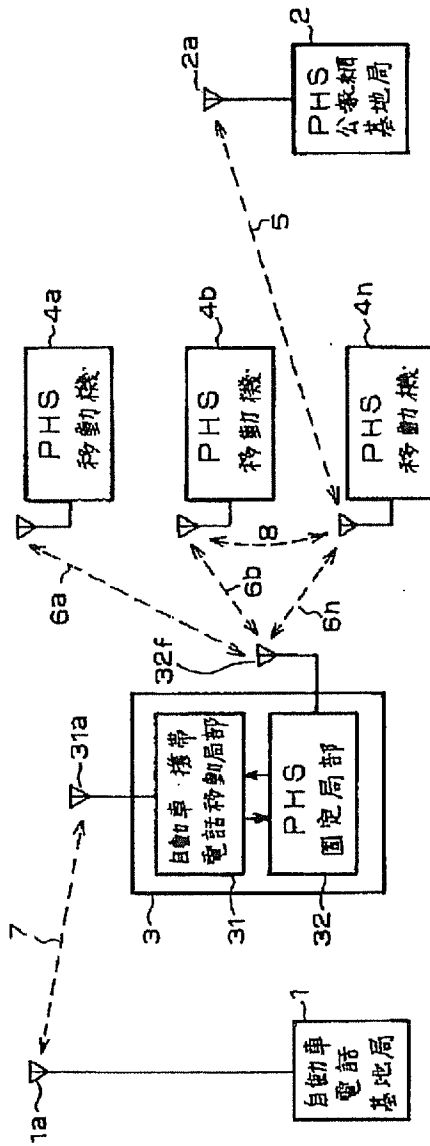 1a
7
31a
6a
4a
PHS
移動機
2a
5
32f
6b
8
6n
4b
PHS
移動機
4n
PHS
移動機
自動車・携帯
電話移動局部
PHS
固定局部
3
31
32
1
自動車
電話
基地局
2
PHS
公衆網
基地局